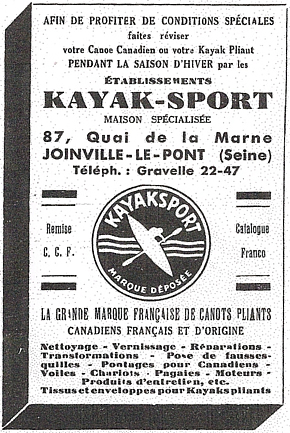 AFIN DE PROFITER DE CONDITIONS SPÉCIALES
faites réviser
votre Canoe Canadien ou votre Kayak Pliant
PENDANT LA SAISON D'HIVER par les
ÉTABLISSEMENTS
KAYAK-SPORT
MAISON SPÉCIALISÉE
87, Quai de la Marne
JOINVILLE-LE-PONT (Seine)
Téléph. : Gravelle 22-47
Remise
C. C. F.
KAYAKSPORT
MARQUE DÉPOSÉE
Catalogue
Franco
LA GRANDE MARQUE FRANÇAISE DE CANOTS PLIANTS
CANADIENS FRANÇAIS ET D'ORIGINE
Nettoyage - Vernissage - Réparations -
Transformations - Pose de fausses-
quilles - Pontages pour Canadiens -
Voiles - Chariots - Pagaies - Moteurs -
Produits d'entretien, etc.
Tissus et enveloppes pour Kayaks pliants